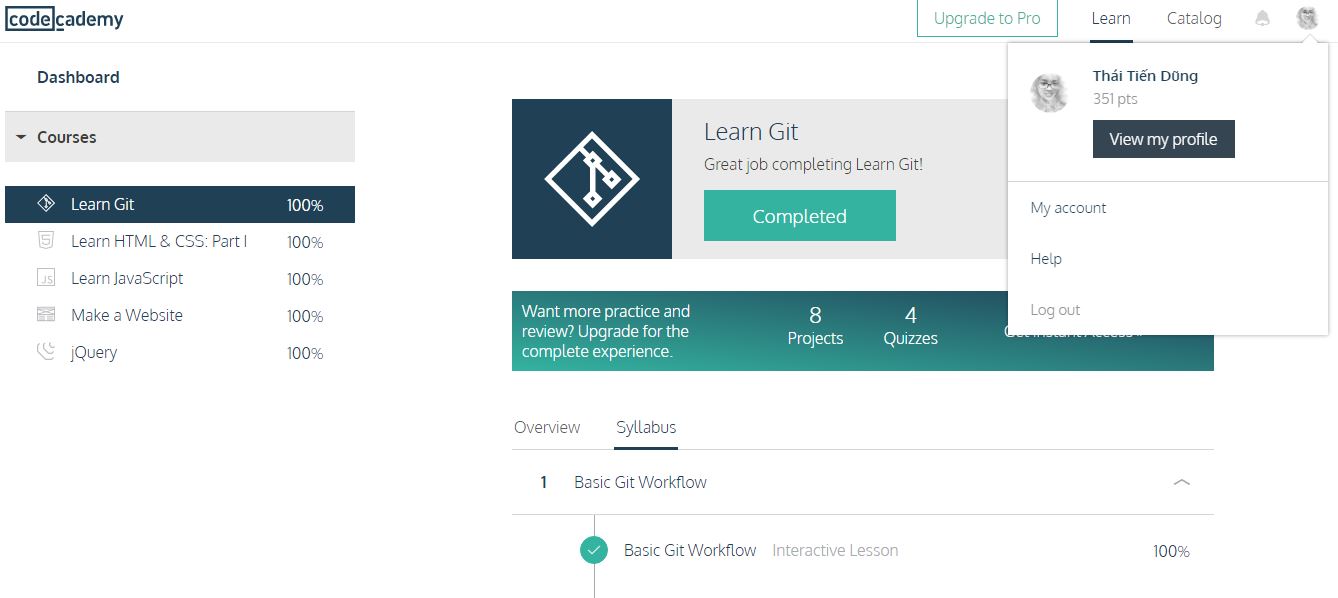 codecademy
Upgrade to Pro
Learn
Catalog
Dashboard
Courses
Learn Git 100%
Learn HTML & CSS: Part I 100%
Learn JavaScript 100%
Make a Website 100%
jQuery 100%
Learn Git
Great job completing Learn Git!
Completed
Thái Tiến Dũng
351 pts
View my profile
My account
Help
Log out
Want more practice and
review? Upgrade for the
complete experience.
8
Projects
4
Quizzes
Get Instant Access
Overview
Syllabus
1 Basic Git Workflow
Basic Git Workflow Interactive Lesson 100%